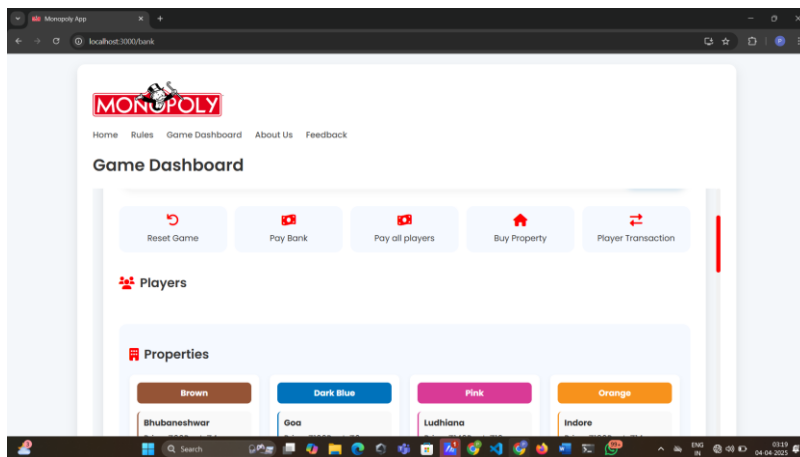 Monopoly App
localhost:3000/bank
MONOPOLY
Home Rules Game Dashboard About Us Feedback
Game Dashboard
Reset Game Pay Bank Pay all players Buy Property Player Transaction
Players
Properties
Brown Dark Blue Pink Orange
Bhubaneshwar Goa Ludhiana Indore
Search
99+
ENG
IN
03:19
04-04-2025